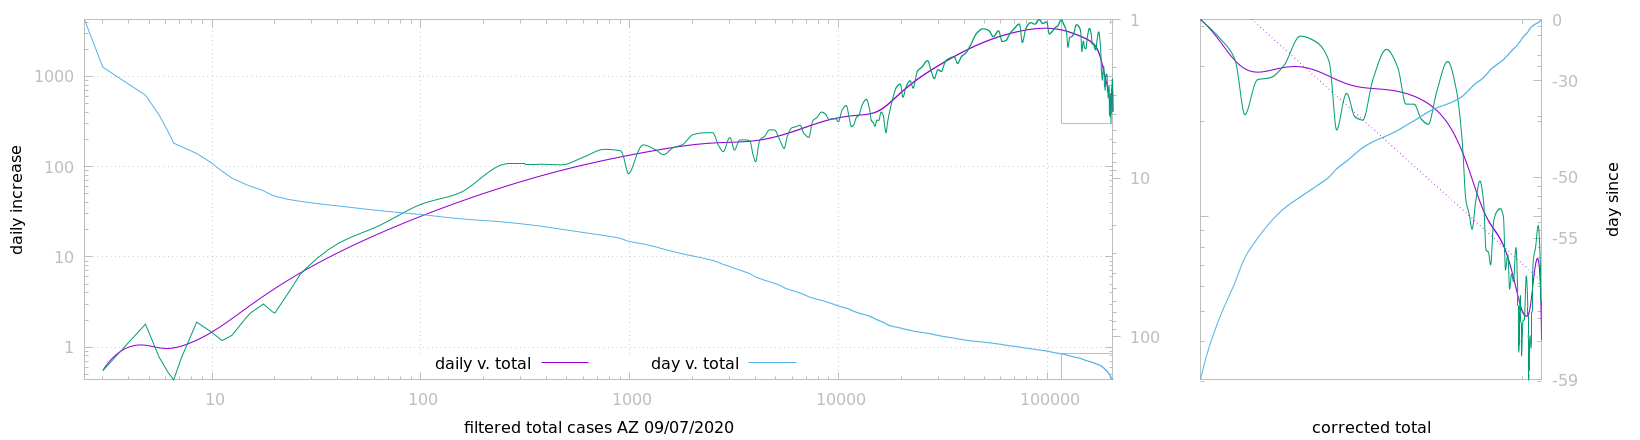 1000
100
10
1
daily increase
10
100
1000
10000
100000
filtered total cases AZ 09/07/2020
daily v. total
day v. total
1
10
100
0
-30
-50
-55
-59
day since
corrected total